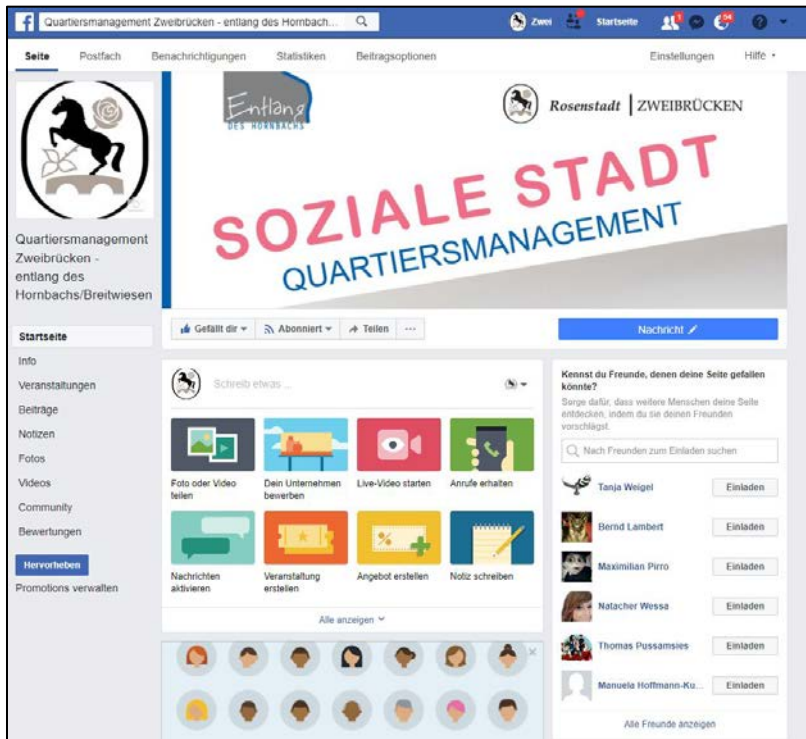 Quartiersmanagement Zweibrücken - entlang des Hornbach...
Zwei
Startseite
1
54
Seite
Postfach
Benachrichtigungen
Statistiken
Beitragsoptionen
Einstellungen
Hilfe
Entlang
DES HORNBACHS
Rosenstadt | ZWEIBRÜCKEN
SOZIALE STADT
QUARTIERSMANAGEMENT
Quartiersmanagement
Zweibrücken -
entlang des
Hornbachs/Breitwiesen
Gefällt dir
Abonniert
Teilen
...
Nachricht
Startseite
Info
Veranstaltungen
Beiträge
Notizen
Fotos
Videos
Community
Bewertungen
Hervorheben
Promotions verwalten
Schreib etwas ...
Foto oder Video
teilen
Dein Unternehmen
bewerben
Live-Video starten
Anrufe erhalten
Nachrichten
aktivieren
Veranstaltung
erstellen
Angebot erstellen
Notiz schreiben
Alle anzeigen
Kennst du Freunde, denen deine Seite gefallen
könnte?
Sorge dafür, dass weitere Menschen deine Seite
entdecken, indem du sie deinen Freunden
vorschlägst.
Nach Freunden zum Einladen suchen
Tanja Weigel
Einladen
Bernd Lambert
Einladen
Maximilian Pirro
Einladen
Natacher Wessa
Einladen
Thomas Pussamsies
Einladen
Manuela Hoffmann-Ku...
Einladen
Alle Freunde anzeigen